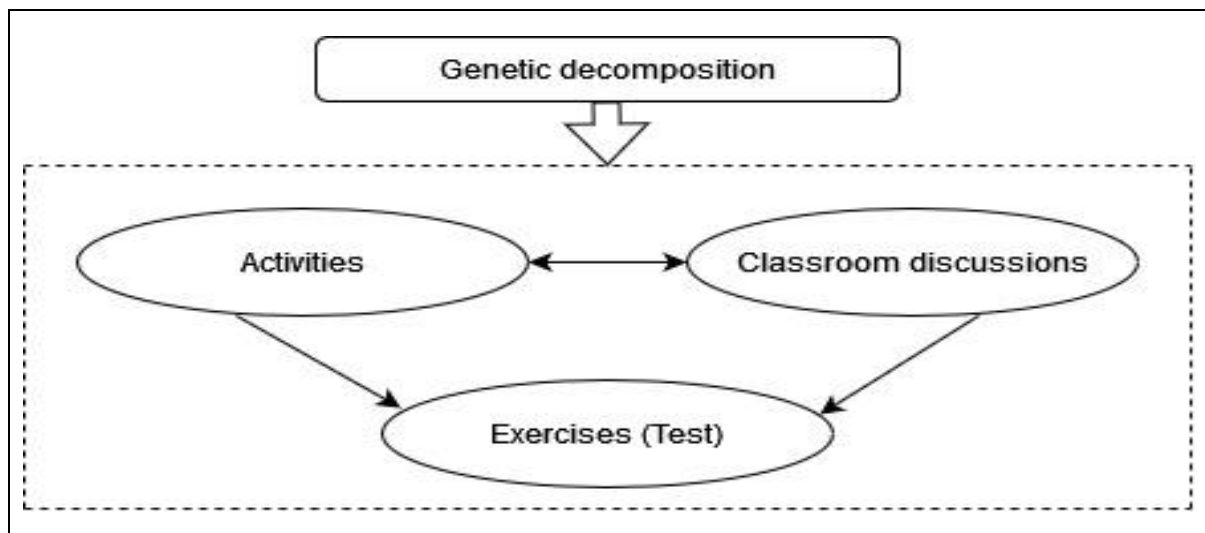 Genetic decomposition
Activities
Classroom discussions
Exercises (Test)